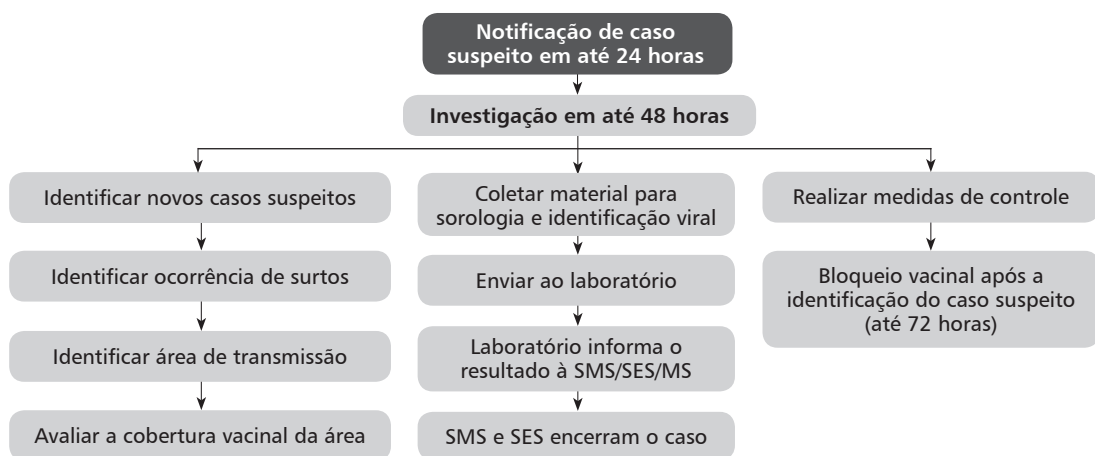 Notificação de caso
suspeito em até 24 horas
Investigação em até 48 horas
Identificar novos casos suspeitos
Identificar ocorrência de surtos
Identificar área de transmissão
Avaliar a cobertura vacinal da área
Coletar material para
sorologia e identificação viral
Enviar ao laboratório
Laboratório informa o
resultado à SMS/SES/MS
SMS e SES encerram o caso
Realizar medidas de controle
Bloqueio vacinal após a
identificação do caso suspeito
(até 72 horas)